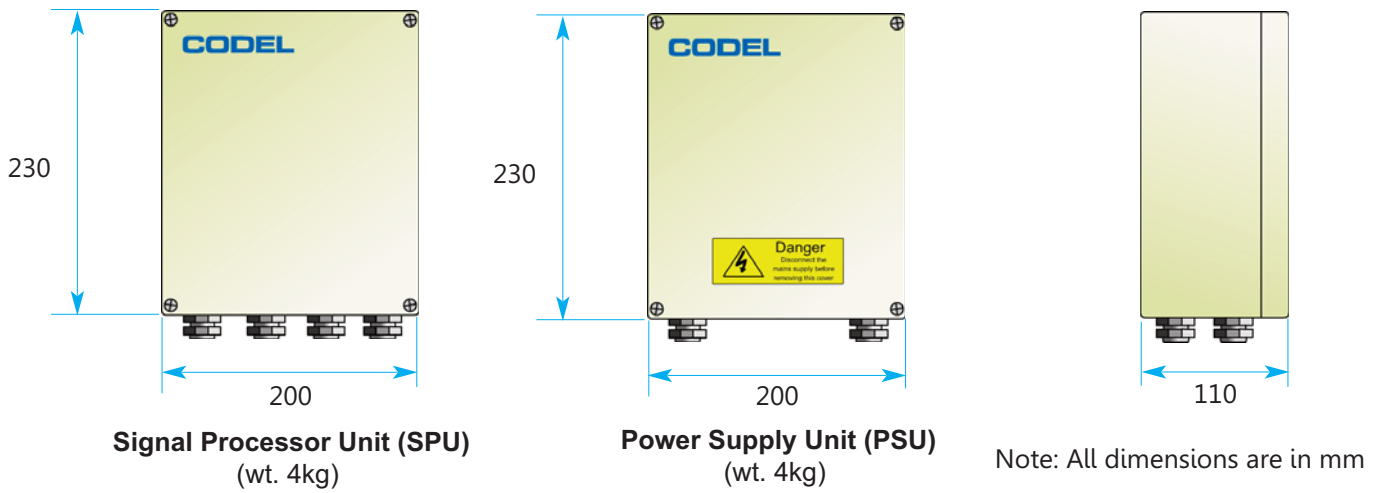 CODEL
230
200
Signal Processor Unit (SPU)
(wt. 4kg)
CODEL
230
Danger
Disconnect the
mains supply before
removing this cover
200
Power Supply Unit (PSU)
(wt. 4kg)
110
Note: All dimensions are in mm